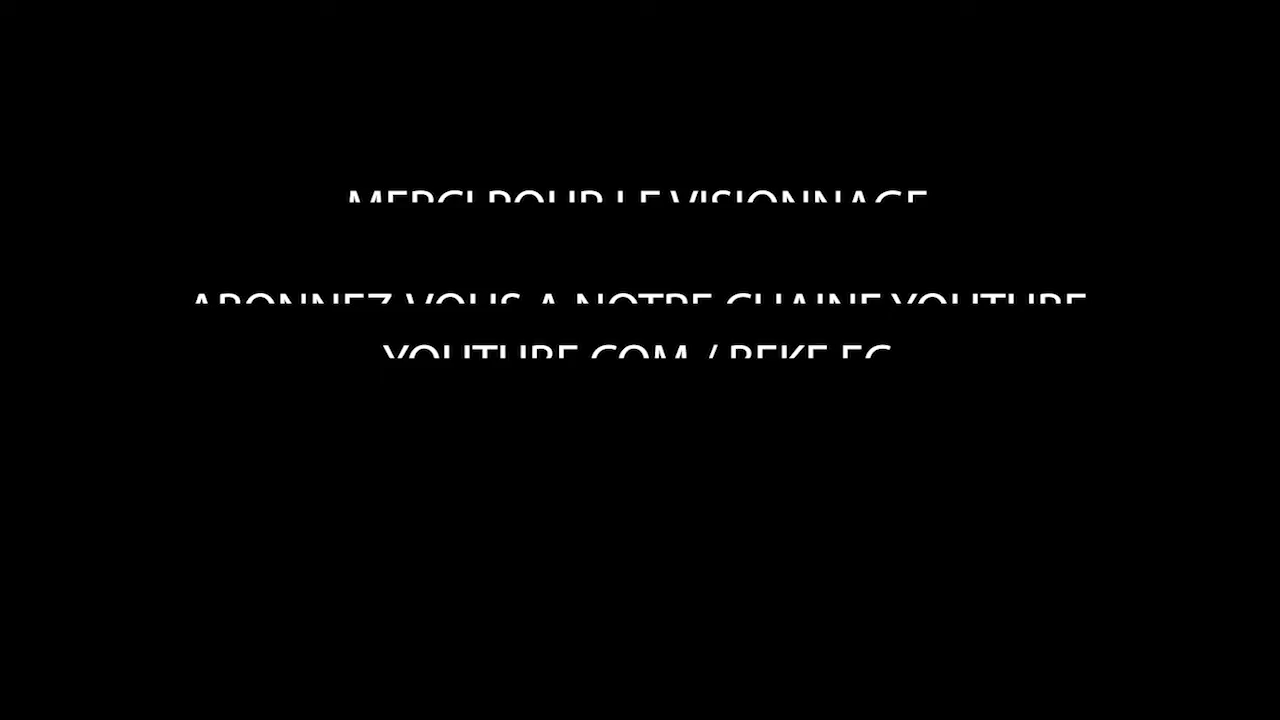 MERCI POUR LE VISIONNAGE
ABONNEZ-VOUS A NOTRE CHAINE YOUTUBE
YOUTUBE.COM /